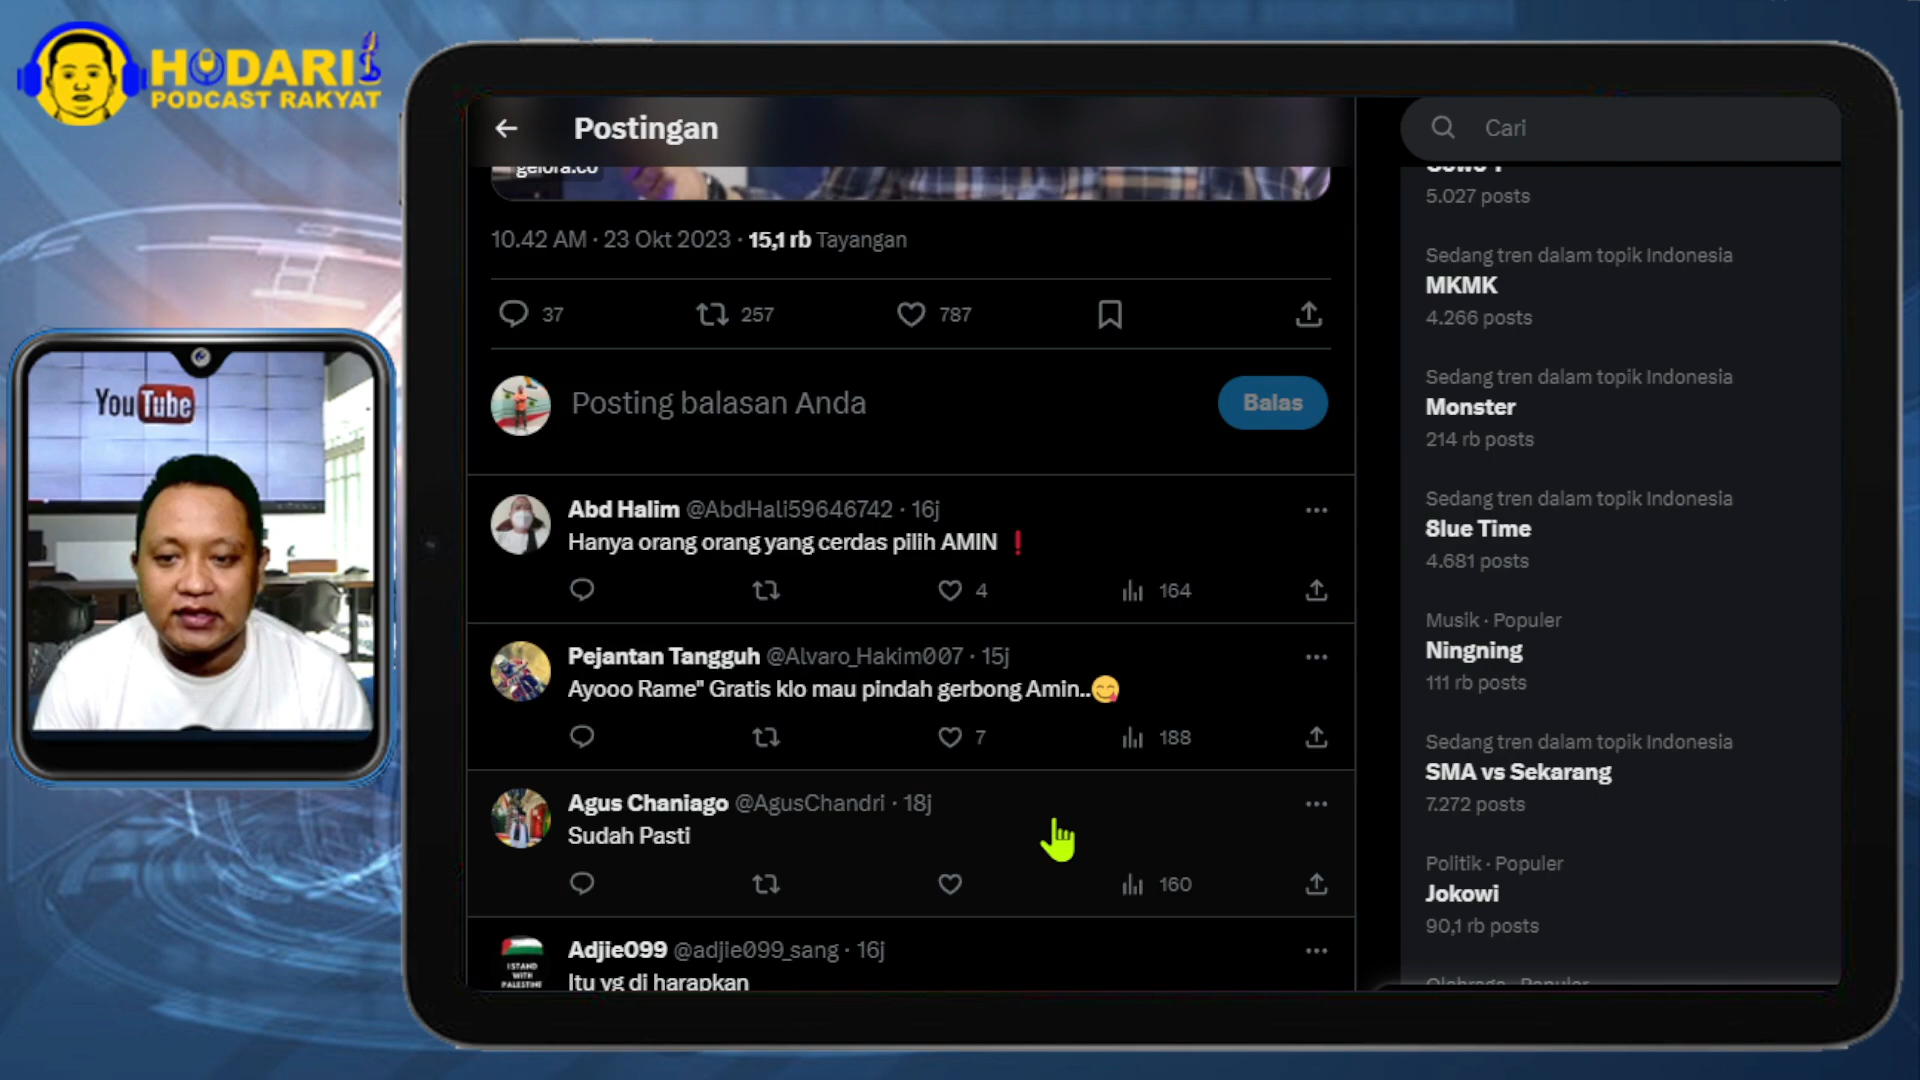 HODARI
PODCAST RAKYAT
YouTube
Postingan
Cari
gelora.co
10.42 AM · 23 Okt 2023 · 15,1 rb Tayangan
37 257 787
Posting balasan Anda
Balas
Abd Halim @AbdHali59646742 · 16j
Hanya orang orang yang cerdas pilih AMIN ❗
4 164
Pejantan Tangguh @Alvaro_Hakim007 · 15j
Ayooo Rame" Gratis klo mau pindah gerbong Amin..😋
7 188
Agus Chaniago @AgusChandri · 18j
Sudah Pasti
160
Adjie099 @adjie099_sang · 16j
Itu yg di harapkan
I STAND
WITH
PALESTINE
5.027 posts
Sedang tren dalam topik Indonesia
MKMK
4.266 posts
Sedang tren dalam topik Indonesia
Monster
214 rb posts
Sedang tren dalam topik Indonesia
8lue Time
4.681 posts
Musik · Populer
Ningning
111 rb posts
Sedang tren dalam topik Indonesia
SMA vs Sekarang
7.272 posts
Politik · Populer
Jokowi
90,1 rb posts
Olahraga · Populer